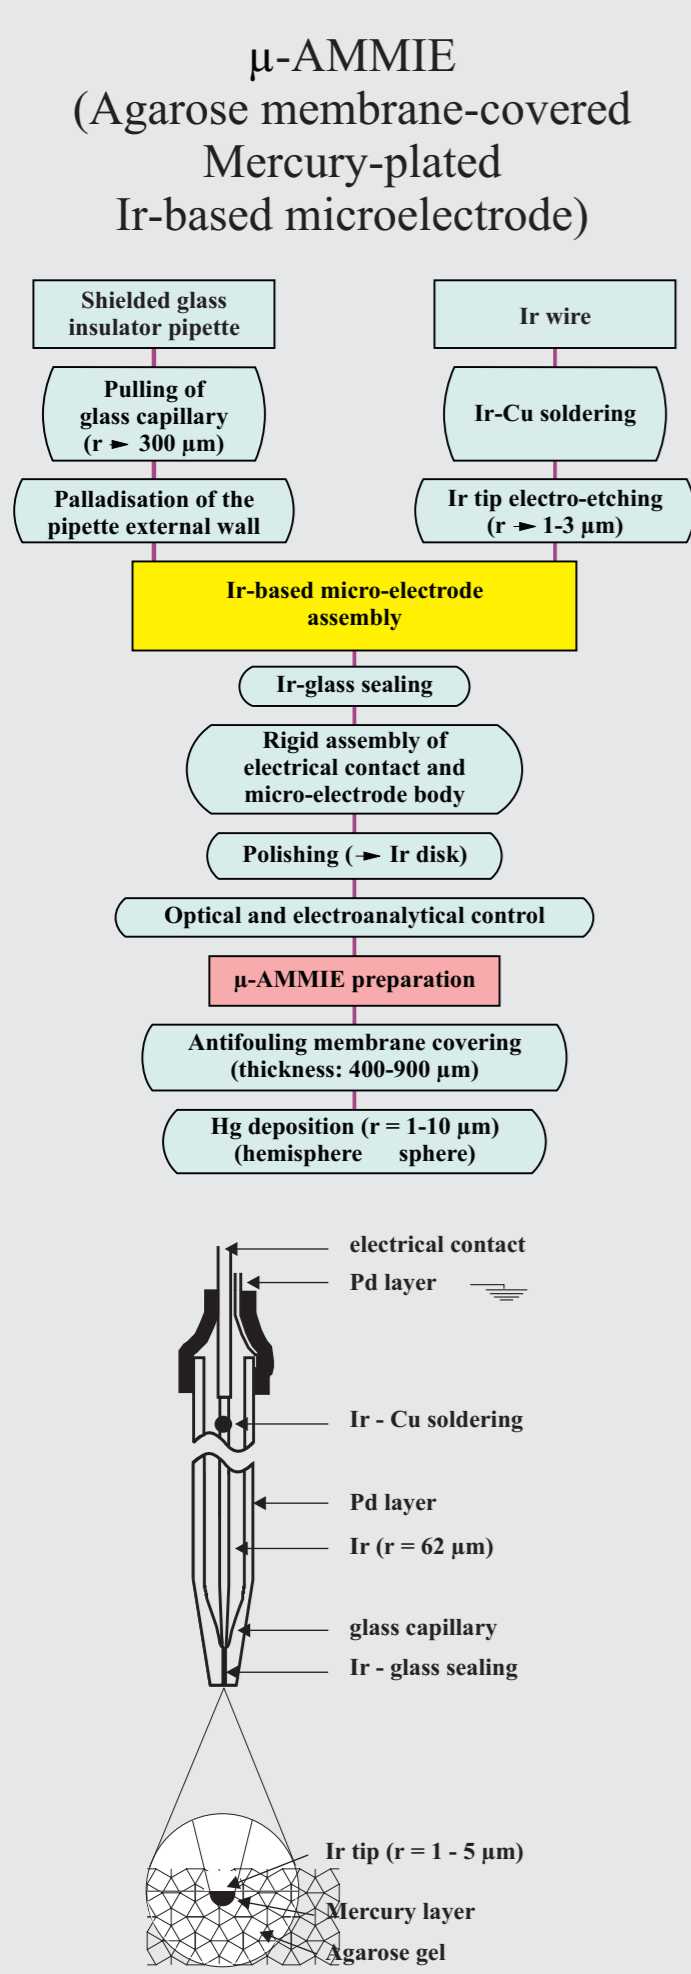 µ-AMMIE
(Agarose membrane-covered
Mercury-plated
Ir-based microelectrode)
Shielded glass
insulator pipette
Ir wire
Pulling of
glass capillary
(r → 300 µm)
Ir-Cu soldering
Palladisation of the
pipette external wall
Ir tip electro-etching
(r → 1-3 µm)
Ir-based micro-electrode
assembly
Ir-glass sealing
Rigid assembly of
electrical contact and
micro-electrode body
Polishing (→ Ir disk)
Optical and electroanalytical control
µ-AMMIE preparation
Antifouling membrane covering
(thickness: 400-900 µm)
Hg deposition (r = 1-10 µm)
(hemisphere sphere)
electrical contact
Pd layer
Ir - Cu soldering
Pd layer
Ir (r = 62 µm)
glass capillary
Ir - glass sealing
Ir tip (r = 1 - 5 µm)
Mercury layer
Agarose gel